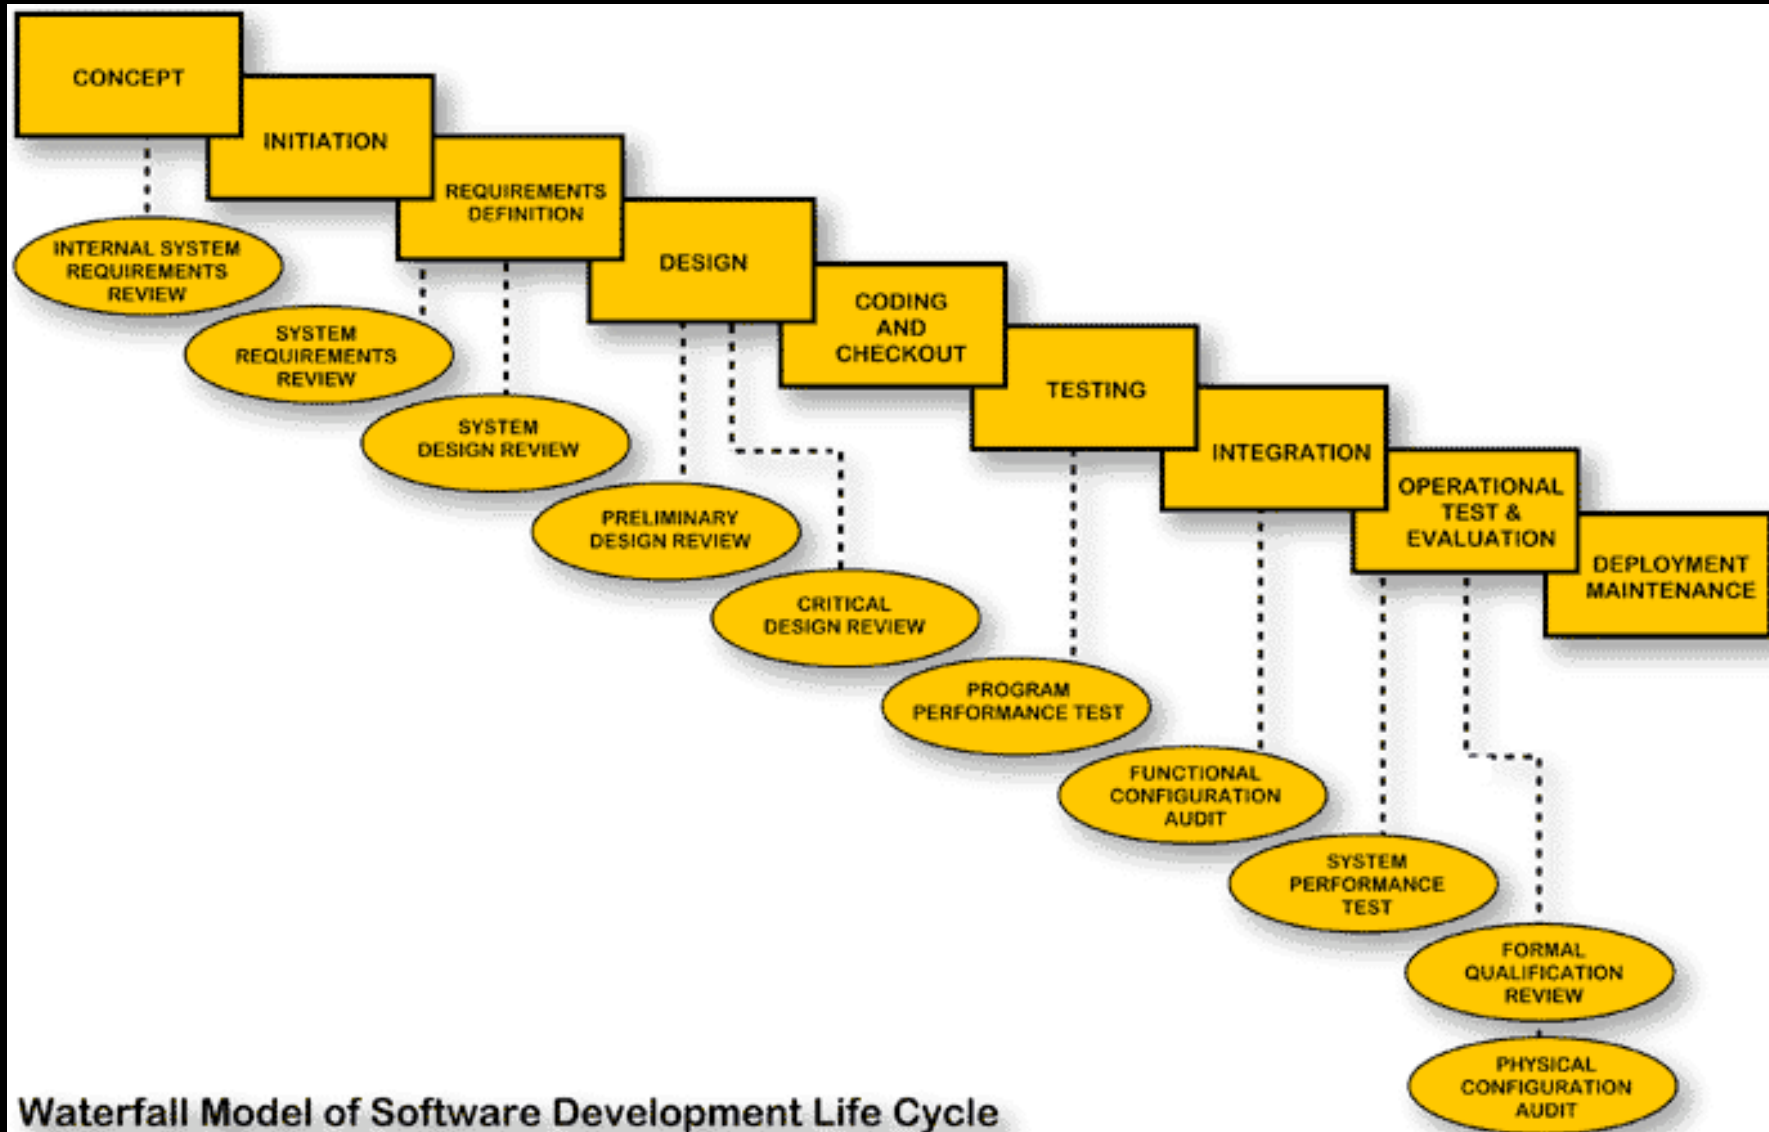 CONCEPT
INITIATION
REQUIREMENTS
DEFINITION
DESIGN
CODING
AND
CHECKOUT
TESTING
INTEGRATION
OPERATIONAL
TEST &
EVALUATION
DEPLOYMENT
MAINTENANCE
INTERNAL SYSTEM
REQUIREMENTS
REVIEW
SYSTEM
REQUIREMENTS
REVIEW
SYSTEM
DESIGN REVIEW
PRELIMINARY
DESIGN REVIEW
CRITICAL
DESIGN REVIEW
PROGRAM
PERFORMANCE TEST
FUNCTIONAL
CONFIGURATION
AUDIT
SYSTEM
PERFORMANCE
TEST
FORMAL
QUALIFICATION
REVIEW
PHYSICAL
CONFIGURATION
AUDIT
Waterfall Model of Software Development Life Cycle